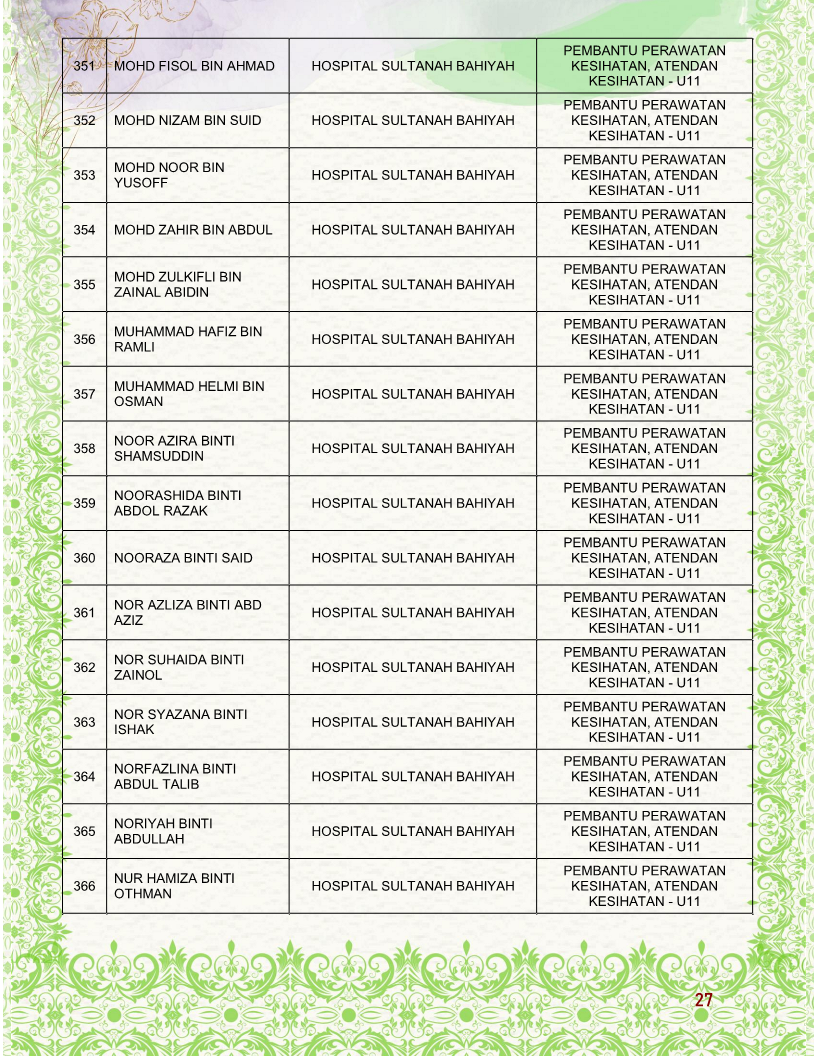 351 MOHD FISOL BIN AHMAD HOSPITAL SULTANAH BAHIYAH PEMBANTU PERAWATAN
KESIHATAN, ATENDAN
KESIHATAN - U11
352 MOHD NIZAM BIN SUID HOSPITAL SULTANAH BAHIYAH PEMBANTU PERAWATAN
KESIHATAN, ATENDAN
KESIHATAN - U11
353 MOHD NOOR BIN
YUSOFF HOSPITAL SULTANAH BAHIYAH PEMBANTU PERAWATAN
KESIHATAN, ATENDAN
KESIHATAN - U11
354 MOHD ZAHIR BIN ABDUL HOSPITAL SULTANAH BAHIYAH PEMBANTU PERAWATAN
KESIHATAN, ATENDAN
KESIHATAN - U11
355 MOHD ZULKIFLI BIN
ZAINAL ABIDIN HOSPITAL SULTANAH BAHIYAH PEMBANTU PERAWATAN
KESIHATAN, ATENDAN
KESIHATAN - U11
356 MUHAMMAD HAFIZ BIN
RAMLI HOSPITAL SULTANAH BAHIYAH PEMBANTU PERAWATAN
KESIHATAN, ATENDAN
KESIHATAN - U11
357 MUHAMMAD HELMI BIN
OSMAN HOSPITAL SULTANAH BAHIYAH PEMBANTU PERAWATAN
KESIHATAN, ATENDAN
KESIHATAN - U11
358 NOOR AZIRA BINTI
SHAMSUDDIN HOSPITAL SULTANAH BAHIYAH PEMBANTU PERAWATAN
KESIHATAN, ATENDAN
KESIHATAN - U11
359 NOORASHIDA BINTI
ABDOL RAZAK HOSPITAL SULTANAH BAHIYAH PEMBANTU PERAWATAN
KESIHATAN, ATENDAN
KESIHATAN - U11
360 NOORAZA BINTI SAID HOSPITAL SULTANAH BAHIYAH PEMBANTU PERAWATAN
KESIHATAN, ATENDAN
KESIHATAN - U11
361 NOR AZLIZA BINTI ABD
AZIZ HOSPITAL SULTANAH BAHIYAH PEMBANTU PERAWATAN
KESIHATAN, ATENDAN
KESIHATAN - U11
362 NOR SUHAIDA BINTI
ZAINOL HOSPITAL SULTANAH BAHIYAH PEMBANTU PERAWATAN
KESIHATAN, ATENDAN
KESIHATAN - U11
363 NOR SYAZANA BINTI
ISHAK HOSPITAL SULTANAH BAHIYAH PEMBANTU PERAWATAN
KESIHATAN, ATENDAN
KESIHATAN - U11
364 NORFAZLINA BINTI
ABDUL TALIB HOSPITAL SULTANAH BAHIYAH PEMBANTU PERAWATAN
KESIHATAN, ATENDAN
KESIHATAN - U11
365 NORIYAH BINTI
ABDULLAH HOSPITAL SULTANAH BAHIYAH PEMBANTU PERAWATAN
KESIHATAN, ATENDAN
KESIHATAN - U11
366 NUR HAMIZA BINTI
OTHMAN HOSPITAL SULTANAH BAHIYAH PEMBANTU PERAWATAN
KESIHATAN, ATENDAN
KESIHATAN - U11
27